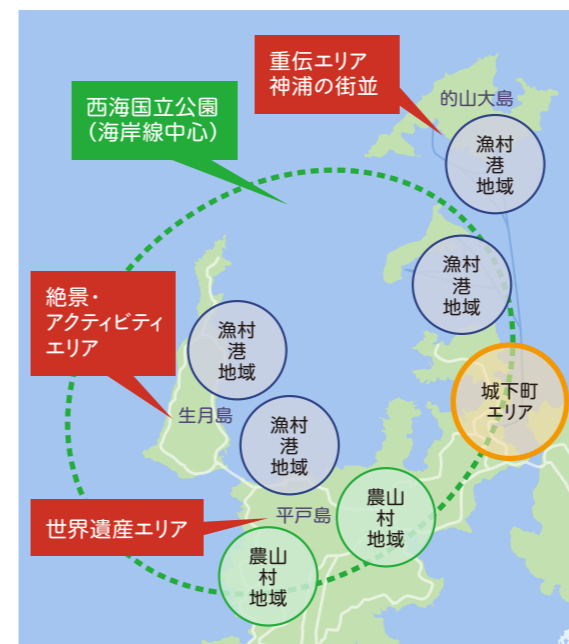 重伝エリア
神浦の街並
的山大島
西海国立公園
（海岸線中心）
漁村
港
地域
漁村
港
地域
絶景・
アクティビティ
エリア
漁村
港
地域
城下町
エリア
生月島
漁村
港
地域
農山
村
地域
世界遺産エリア
平戸島
農山
村
地域